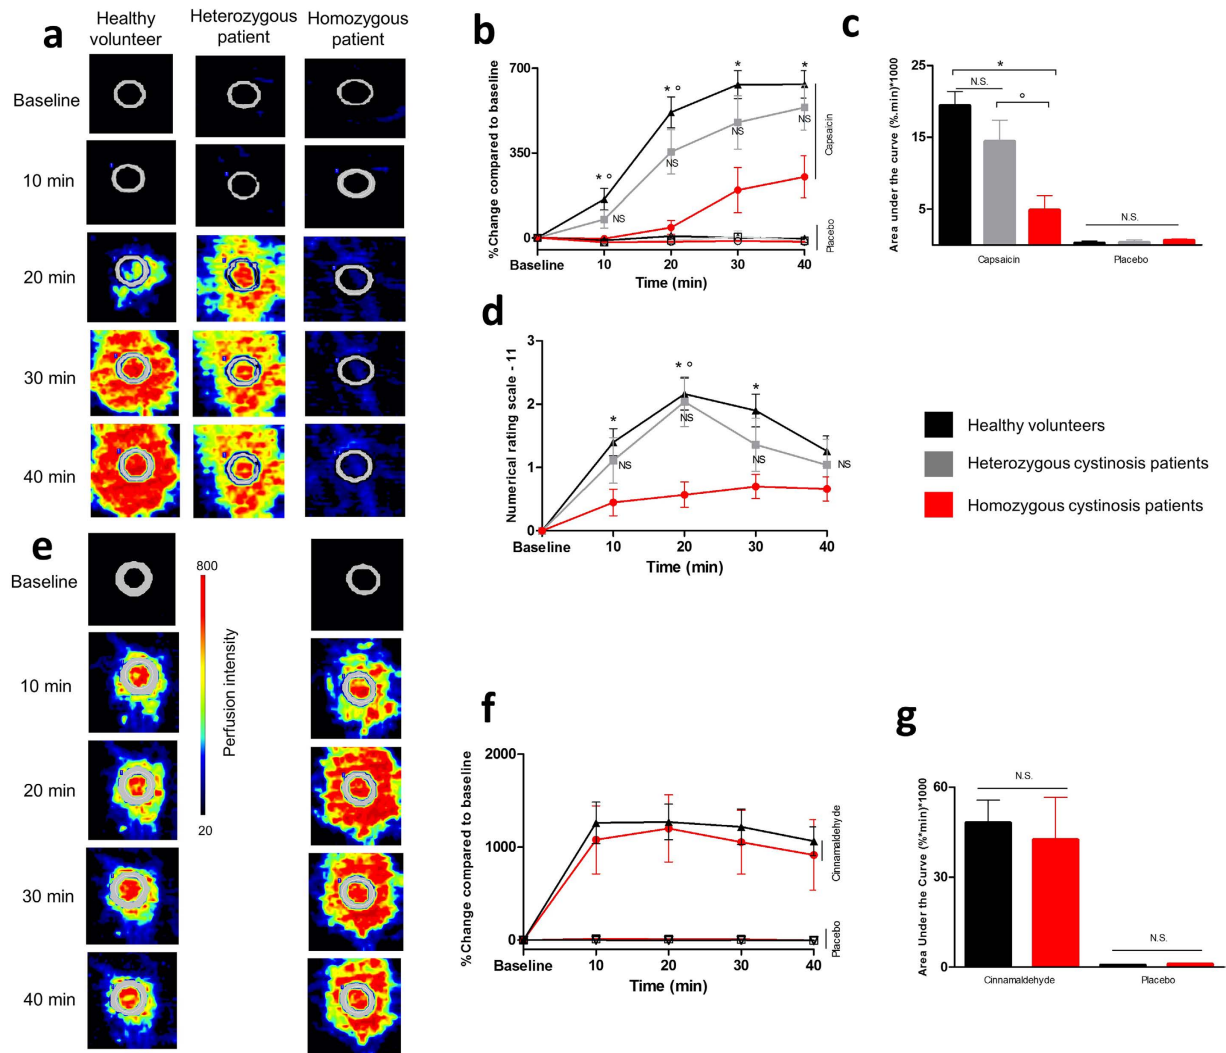 a
Healthy
volunteer
Heterozygous
patient
Homozygous
patient
Baseline
10 min
20 min
30 min
40 min
b
% Change compared to baseline
700
350
0
* °
* °
*
*
NS
NS
NS
NS
Capsaicin
Placebo
Baseline 10 20 30 40
Time (min)
c
Area under the curve (%.min)*1000
25
15
5
*
N.S.
°
N.S.
Capsaicin Placebo
d
Numerical rating scale - 11
3
2
1
0
*
* °
*
NS
NS
NS
NS
Baseline 10 20 30 40
Time (min)
Healthy volunteers
Heterozygous cystinosis patients
Homozygous cystinosis patients
e
Baseline
10 min
20 min
30 min
40 min
800
Perfusion intensity
20
f
% Change compared to baseline
2000
1000
0
Cinnamaldehyde
Placebo
Baseline 10 20 30 40
Time (min)
g
Area Under the Curve (%*min)*1000
60
30
0
N.S.
N.S.
Cinnamaldehyde Placebo